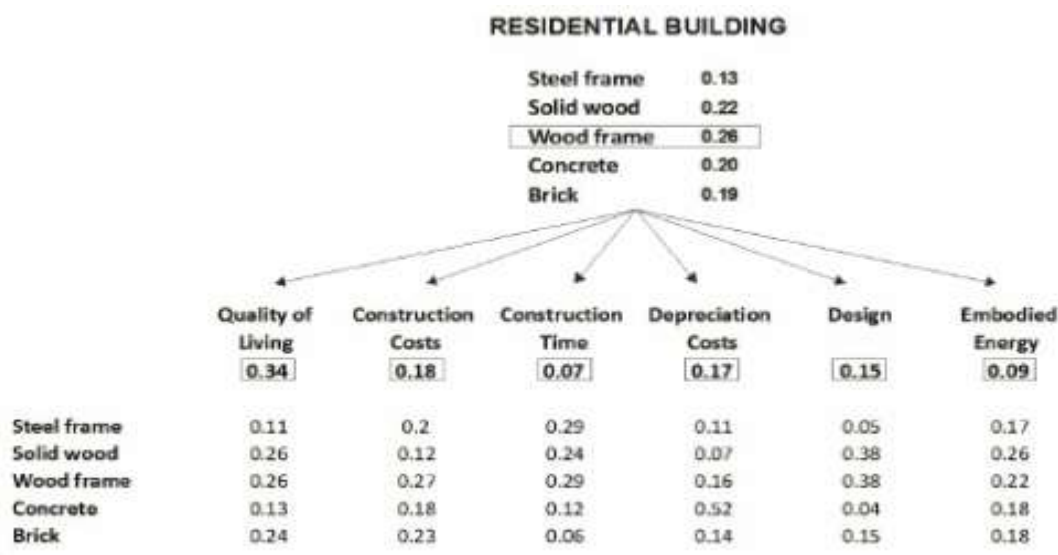 RESIDENTIAL BUILDING
Steel frame 0.13
Solid wood 0.22
Wood frame 0.26
Concrete 0.20
Brick 0.19
Quality of Construction Construction Depreciation Design Embodied
Living Costs Time Costs Energy
0.34 0.18 0.07 0.17 0.15 0.09
Steel frame 0.11 0.2 0.29 0.11 0.05 0.17
Solid wood 0.26 0.12 0.24 0.07 0.38 0.26
Wood frame 0.26 0.27 0.29 0.16 0.38 0.22
Concrete 0.13 0.18 0.12 0.52 0.04 0.18
Brick 0.24 0.23 0.06 0.14 0.15 0.18